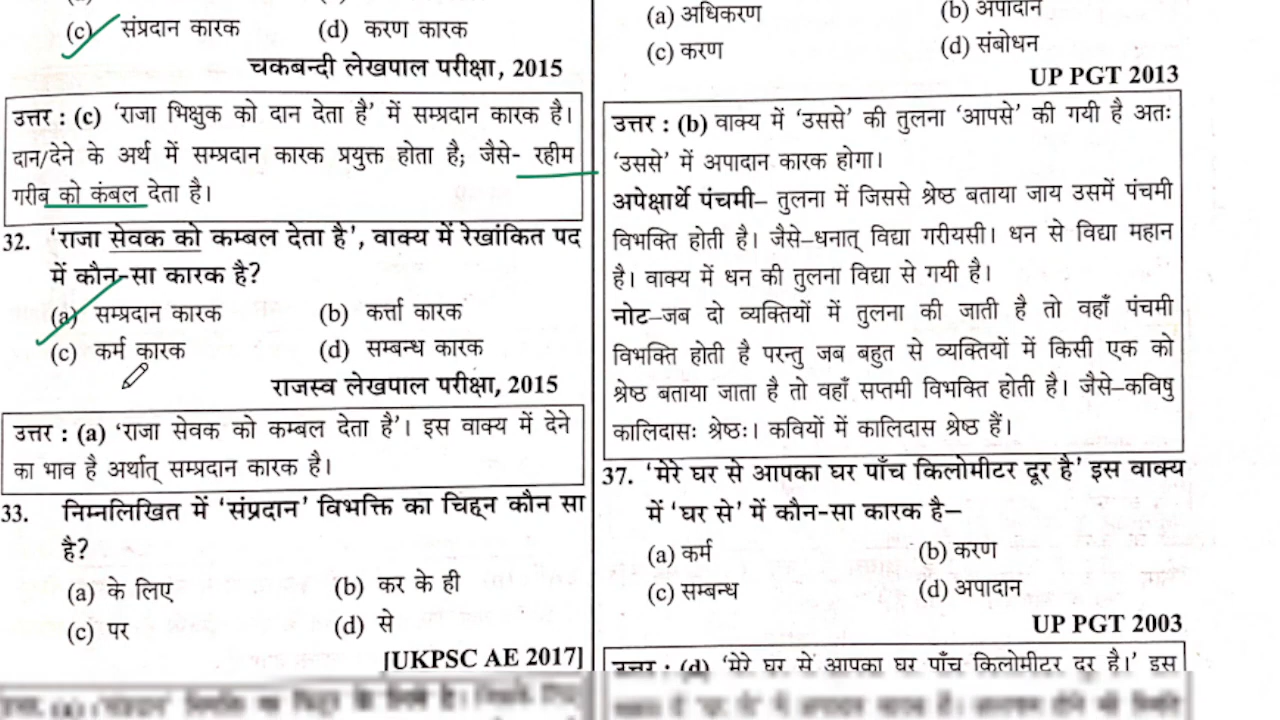 (c) संप्रदान कारक (d) करण कारक
चकबन्दी लेखपाल परीक्षा, 2015
उत्तर : (c) 'राजा भिक्षुक को दान देता है' में सम्प्रदान कारक है।
दान/देने के अर्थ में सम्प्रदान कारक प्रयुक्त होता है; जैसे- रहीम
गरीब को कंबल देता है।
32. 'राजा सेवक को कम्बल देता है', वाक्य में रेखांकित पद
में कौन-सा कारक है?
(a) सम्प्रदान कारक (b) कर्त्ता कारक
(c) कर्म कारक (d) सम्बन्ध कारक
राजस्व लेखपाल परीक्षा, 2015
उत्तर : (a) 'राजा सेवक को कम्बल देता है'। इस वाक्य में देने
का भाव है अर्थात् सम्प्रदान कारक है।
33. निम्नलिखित में 'संप्रदान' विभक्ति का चिह्न कौन सा
है?
(a) के लिए (b) कर के ही
(c) पर (d) से
[UKPSC AE 2017]
(a) अधिकरण (b) अपादान
(c) करण (d) संबोधन
UP PGT 2013
उत्तर : (b) वाक्य में 'उससे' की तुलना 'आपसे' की गयी है अतः
'उससे' में अपादान कारक होगा।
अपेक्षार्थे पंचमी– तुलना में जिससे श्रेष्ठ बताया जाय उसमें पंचमी
विभक्ति होती है। जैसे–धनात् विद्या गरीयसी। धन से विद्या महान
है। वाक्य में धन की तुलना विद्या से गयी है।
नोट–जब दो व्यक्तियों में तुलना की जाती है तो वहाँ पंचमी
विभक्ति होती है परन्तु जब बहुत से व्यक्तियों में किसी एक को
श्रेष्ठ बताया जाता है तो वहाँ सप्तमी विभक्ति होती है। जैसे–कविषु
कालिदासः श्रेष्ठः। कवियों में कालिदास श्रेष्ठ हैं।
37. 'मेरे घर से आपका घर पाँच किलोमीटर दूर है' इस वाक्य
में 'घर से' में कौन-सा कारक है–
(a) कर्म (b) करण
(c) सम्बन्ध (d) अपादान
UP PGT 2003
उत्तर : (d) 'मेरे घर से आपका घर पाँच किलोमीटर दूर है।' इस